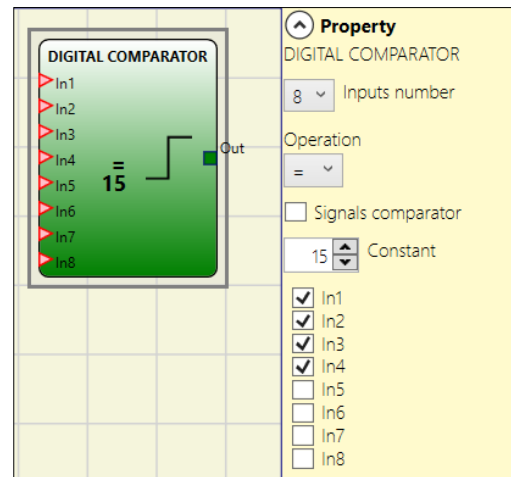 DIGITAL COMPARATOR
In1
In2
In3
In4
In5
In6
In7
In8
=
15
Out
Property
DIGITAL COMPARATOR
8 Inputs number
Operation
=
Signals comparator
15 Constant
In1
In2
In3
In4
In5
In6
In7
In8